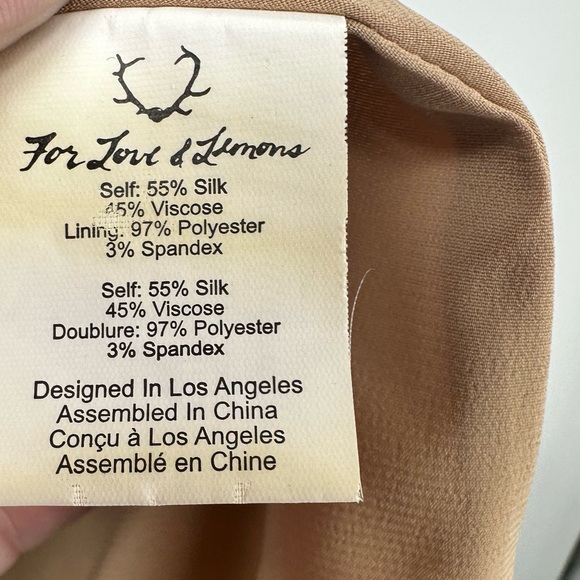 For Love & Lemons
Self: 55% Silk
45% Viscose
Lining: 97% Polyester
3% Spandex
Self: 55% Silk
45% Viscose
Doublure: 97% Polyester
3% Spandex
Designed In Los Angeles
Assembled In China
Conçu à Los Angeles
Assemblé en Chine